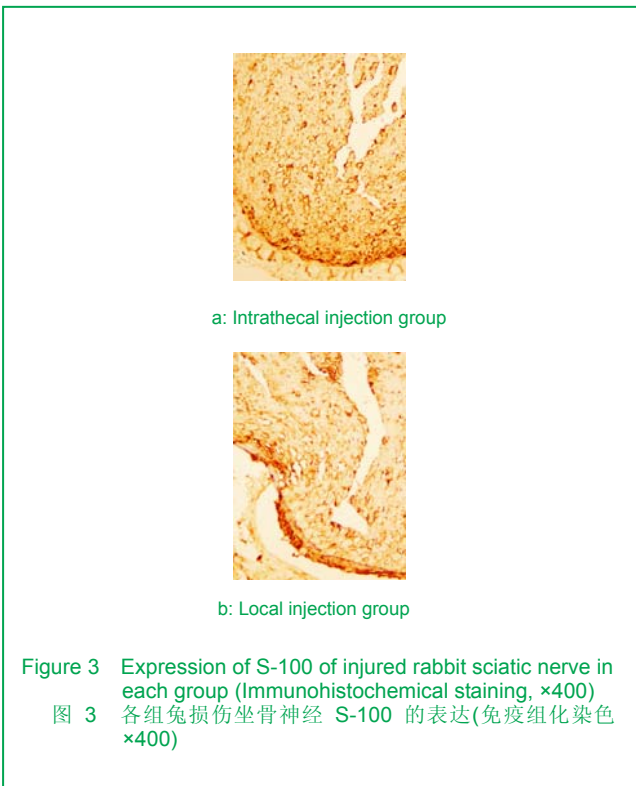 a: Intrathecal injection group
b: Local injection group
Figure 3 Expression of S-100 of injured rabbit sciatic nerve in
each group (Immunohistochemical staining, ×400)
图 3 各组兔损伤坐骨神经 S-100 的表达(免疫组化染色
×400)